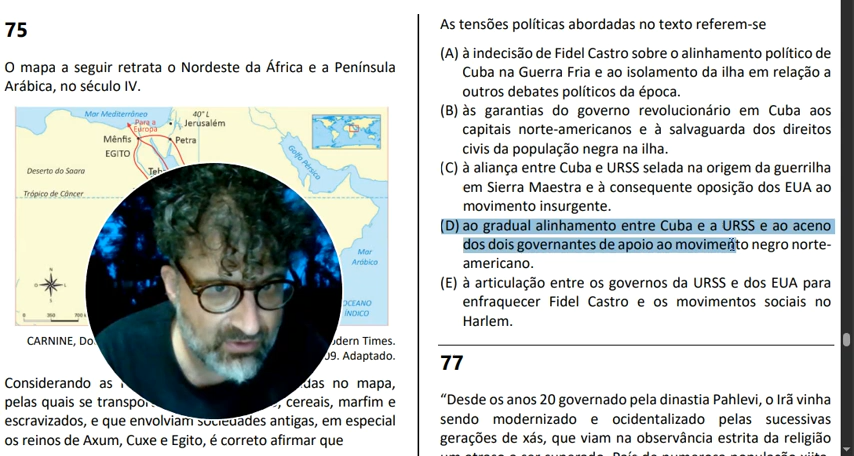 75
O mapa a seguir retrata o Nordeste da África e a Península
Arábica, no século IV.
Mar Mediterrâneo
40° L
Para a
Europa
Jerusalém
Mênfis
Petra
EGITO
Golfo Pérsico
Deserto do Saara
Trópico de Câncer
Mar
Arábico
OCEANO
ÍNDICO
0 350 700
CARNINE, Do
dern Times.
09. Adaptado.
Considerando as
das no mapa,
pelas quais se
cereais, marfim e
escravizados, e que envolviam sociedades antigas, em especial
os reinos de Axum, Cuxe e Egito, é correto afirmar que
As tensões políticas abordadas no texto referem-se
(A) à indecisão de Fidel Castro sobre o alinhamento político de
Cuba na Guerra Fria e ao isolamento da ilha em relação a
outros debates políticos da época.
(B) às garantias do governo revolucionário em Cuba aos
capitais norte-americanos e à salvaguarda dos direitos
civis da população negra na ilha.
(C) à aliança entre Cuba e URSS selada na origem da guerrilha
em Sierra Maestra e à consequente oposição dos EUA ao
movimento insurgente.
(D) ao gradual alinhamento entre Cuba e a URSS e ao aceno
dos dois governantes de apoio ao movimento negro norte-
americano.
(E) à articulação entre os governos da URSS e dos EUA para
enfraquecer Fidel Castro e os movimentos sociais no
Harlem.
77
"Desde os anos 20 governado pela dinastia Pahlevi, o Irã vinha
sendo modernizado e ocidentalizado pelas sucessivas
gerações de xás, que viam na observância estrita da religião